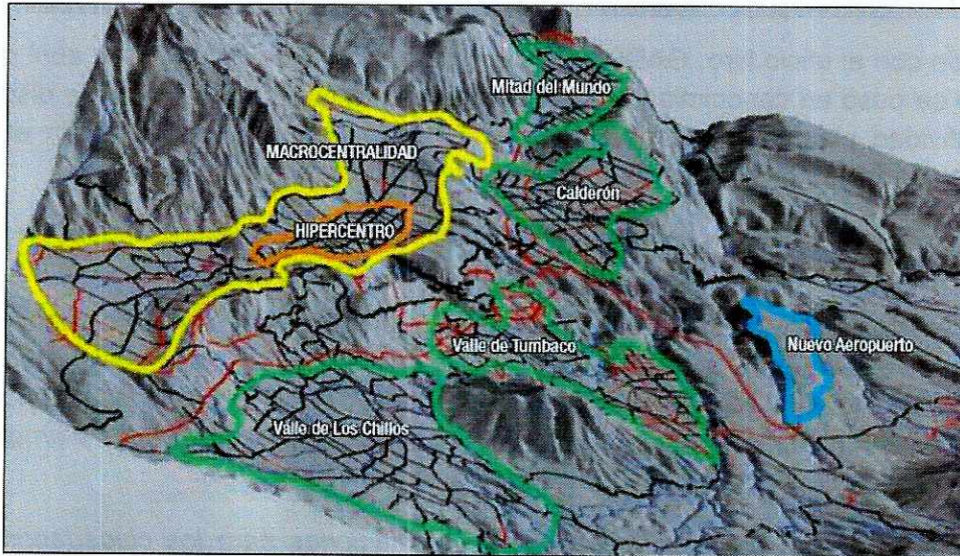 Mitad del Mundo
MACROCENTRALIDAD
Calderón
HIPERCENTRO
Valle de Tumbaco
Nuevo Aeropuerto
Valle de Los Chillos